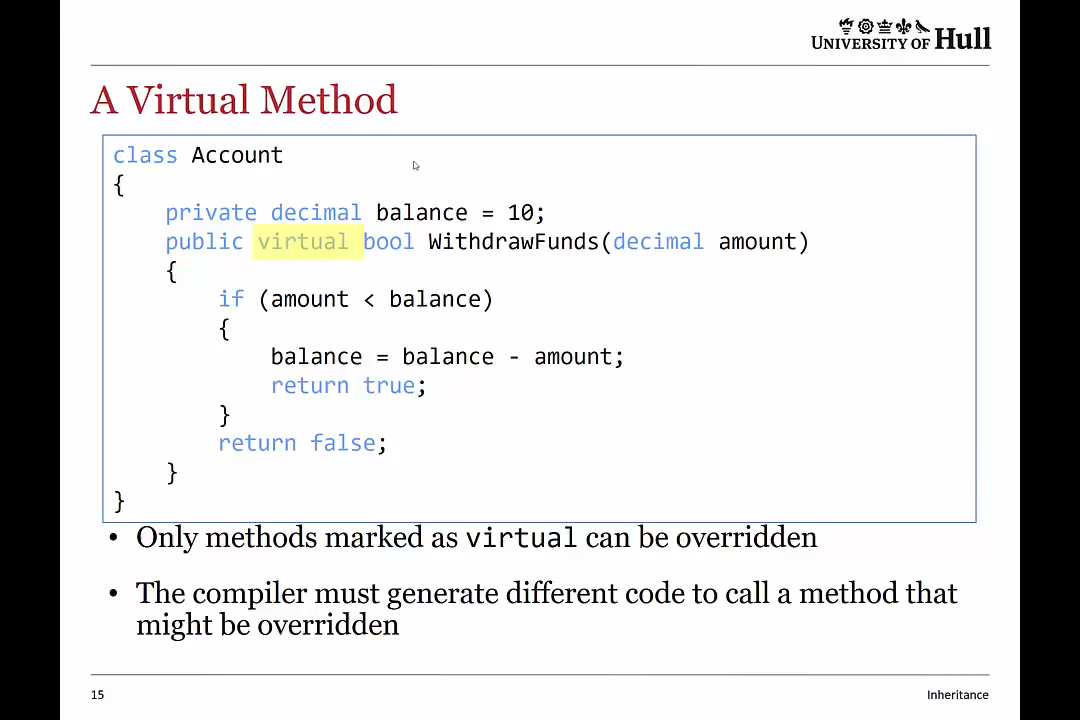 UNIVERSITY OF Hull
A Virtual Method
class Account
{
private decimal balance = 10;
public virtual bool WithdrawFunds(decimal amount)
{
if (amount < balance)
{
balance = balance - amount;
return true;
}
return false;
}
}
• Only methods marked as virtual can be overridden
• The compiler must generate different code to call a method that
might be overridden
15
Inheritance